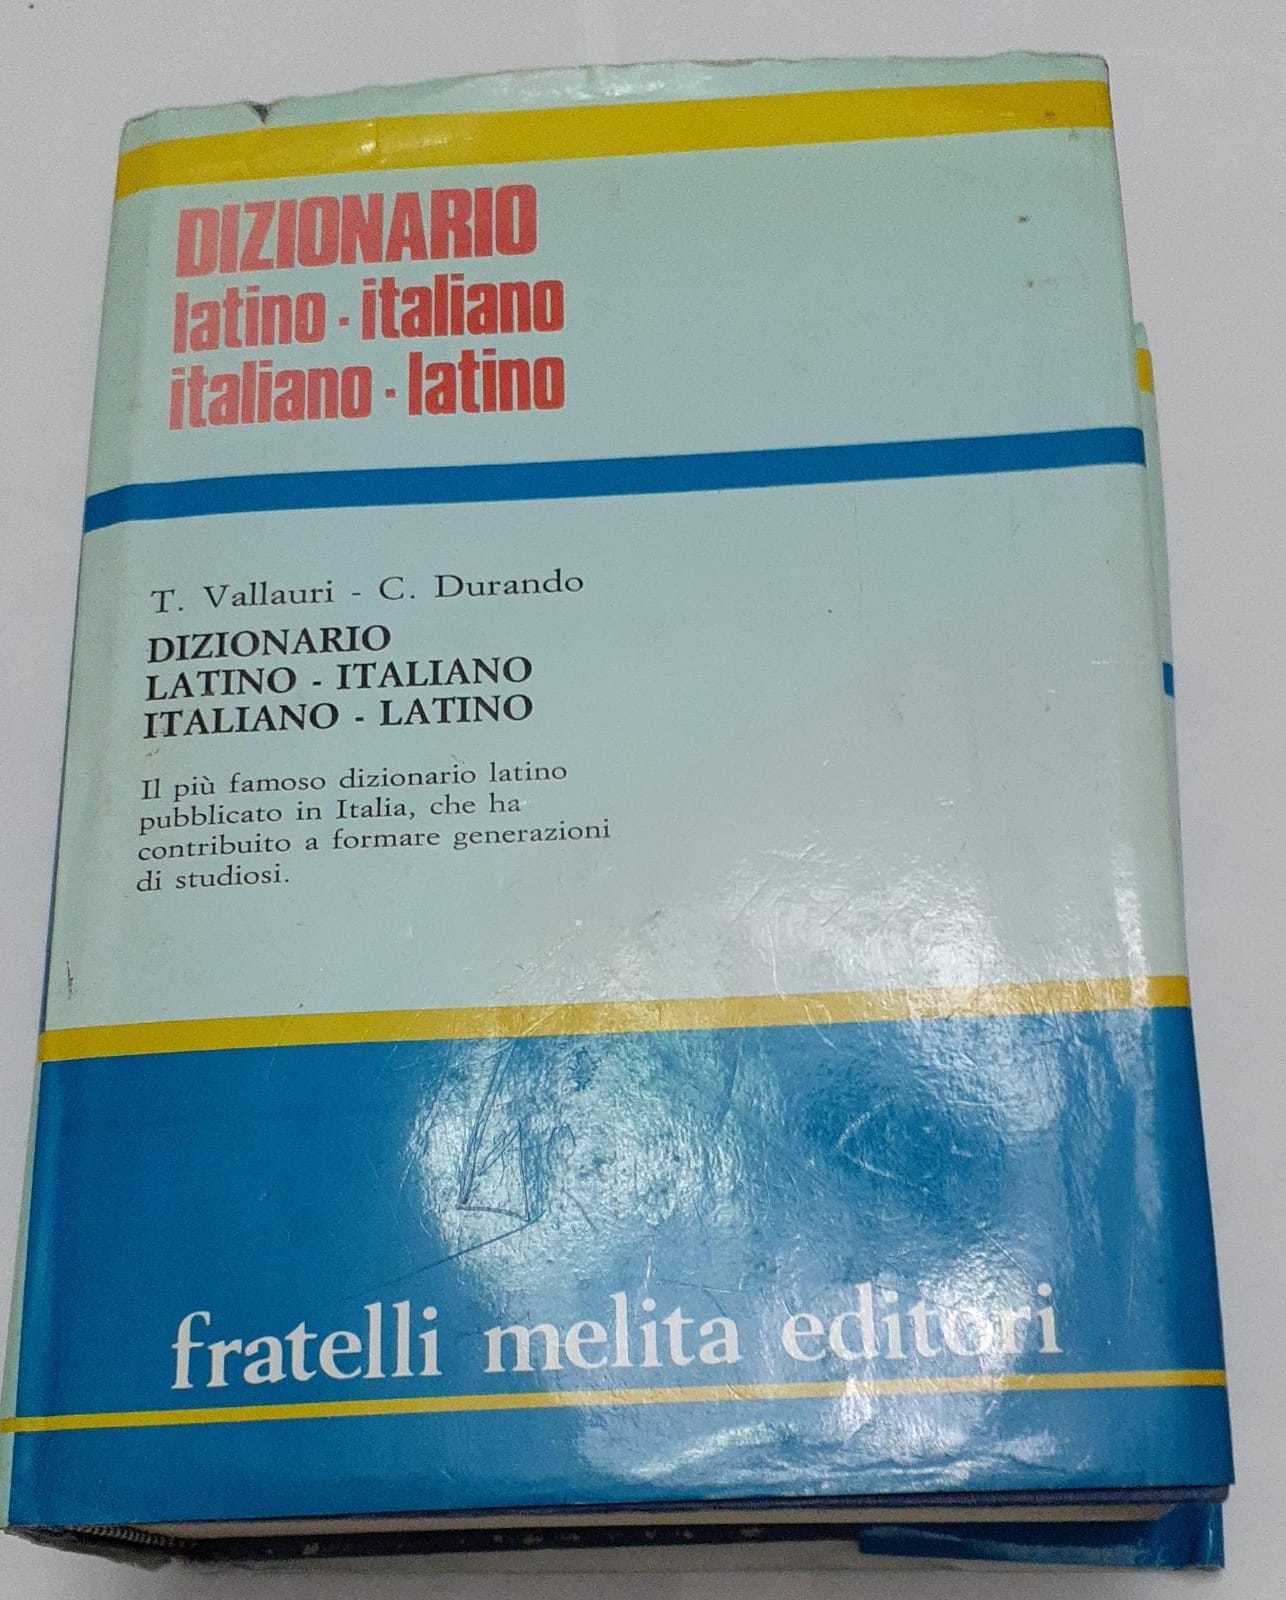 DIZIONARIO
latino - italiano
italiano - latino
T. Vallauri - C. Durando
DIZIONARIO
LATINO - ITALIANO
ITALIANO - LATINO
Il più famoso dizionario latino
pubblicato in Italia, che ha
contribuito a formare generazioni
di studiosi.
fratelli melita editori